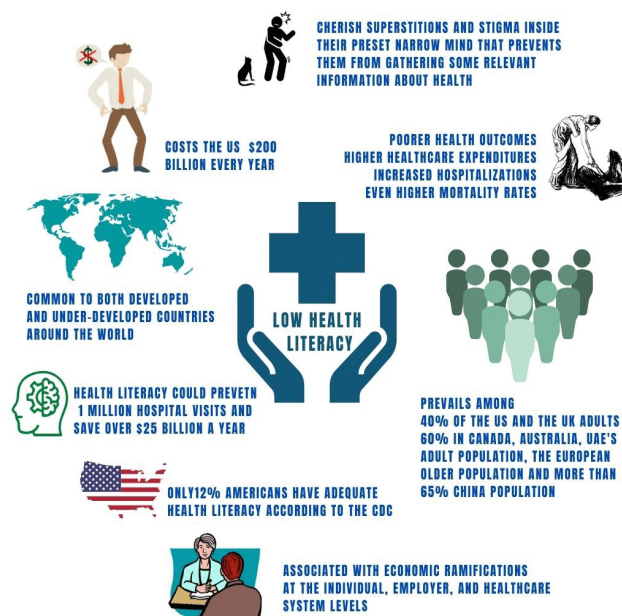 CHERISH SUPERSTITIONS AND STIGMA INSIDE
THEIR PRESET NARROW MIND THAT PREVENTS
THEM FROM GATHERING SOME RELEVANT
INFORMATION ABOUT HEALTH
$
COSTS THE US $200
BILLION EVERY YEAR
POORER HEALTH OUTCOMES
HIGHER HEALTHCARE EXPENDITURES
INCREASED HOSPITALIZATIONS
EVEN HIGHER MORTALITY RATES
COMMON TO BOTH DEVELOPED
AND UNDER-DEVELOPED COUNTRIES
AROUND THE WORLD
LOW HEALTH
LITERACY
HEALTH LITERACY COULD PREVETN
1 MILLION HOSPITAL VISITS AND
SAVE OVER $25 BILLION A YEAR
PREVAILS AMONG
40% OF THE US AND THE UK ADULTS
60% IN CANADA, AUSTRALIA, UAE'S
ADULT POPULATION, THE EUROPEAN
OLDER POPULATION AND MORE THAN
65% CHINA POPULATION
ONLY12% AMERICANS HAVE ADEQUATE
HEALTH LITERACY ACCORDING TO THE CDC
ASSOCIATED WITH ECONOMIC RAMIFICATIONS
AT THE INDIVIDUAL, EMPLOYER, AND HEALTHCARE
SYSTEM LEVELS